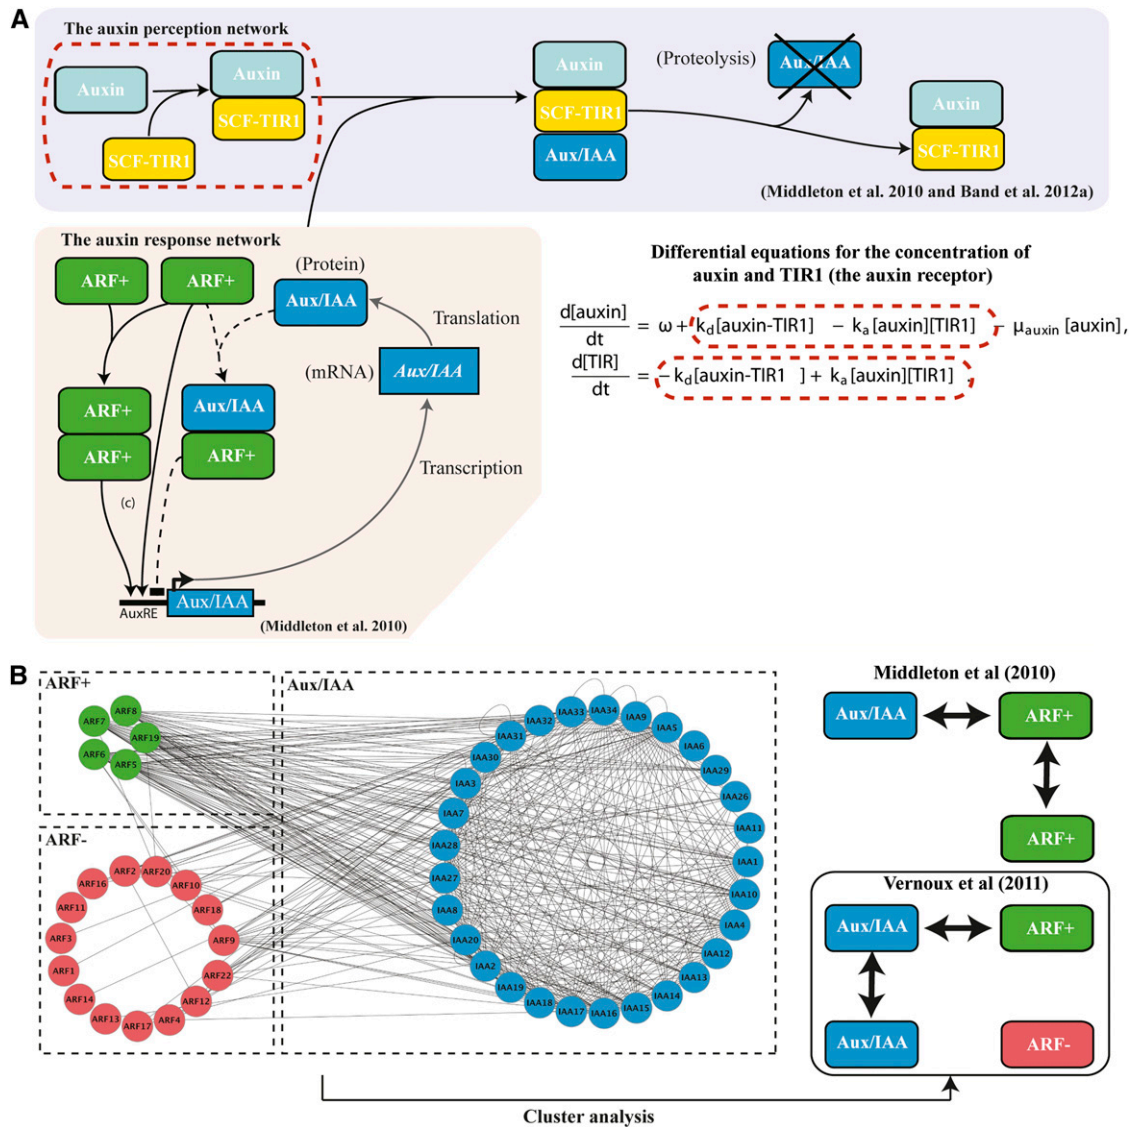 A
The auxin perception network
Auxin
SCF-TIR1
Auxin
SCF-TIR1
Auxin
SCF-TIR1
Aux/IAA
(Proteolysis)
Aux/IAA
Auxin
SCF-TIR1
(Middleton et al. 2010 and Band et al. 2012a)
The auxin response network
ARF+
ARF+
(Protein)
Aux/IAA
Translation
(mRNA)
Aux/IAA
ARF+
ARF+
Aux/IAA
ARF+
Transcription
(c)
AuxRE
Aux/IAA
(Middleton et al. 2010)
Differential equations for the concentration of
auxin and TIR1 (the auxin receptor)
d[auxin]/dt = ω + k_d[auxin-TIR1] - k_a[auxin][TIR1] - μ_auxin [auxin],
d[TIR]/dt = - k_d[auxin-TIR1 ] + k_a[auxin][TIR1] .
B
ARF+
ARF8
ARF7
ARF19
ARF6
ARF5
ARF-
ARF2
ARF20
ARF10
ARF18
ARF9
ARF22
ARF12
ARF4
ARF17
ARF13
ARF14
ARF1
ARF3
ARF11
ARF16
Aux/IAA
IAA33
IAA34
IAA9
IAA5
IAA6
IAA29
IAA26
IAA11
IAA1
IAA10
IAA4
IAA12
IAA13
IAA14
IAA15
IAA16
IAA17
IAA18
IAA19
IAA2
IAA20
IAA8
IAA27
IAA28
IAA7
IAA3
IAA30
IAA31
IAA32
Middleton et al (2010)
Aux/IAA
ARF+
ARF+
Vernoux et al (2011)
Aux/IAA
ARF+
Aux/IAA
ARF-
Cluster analysis